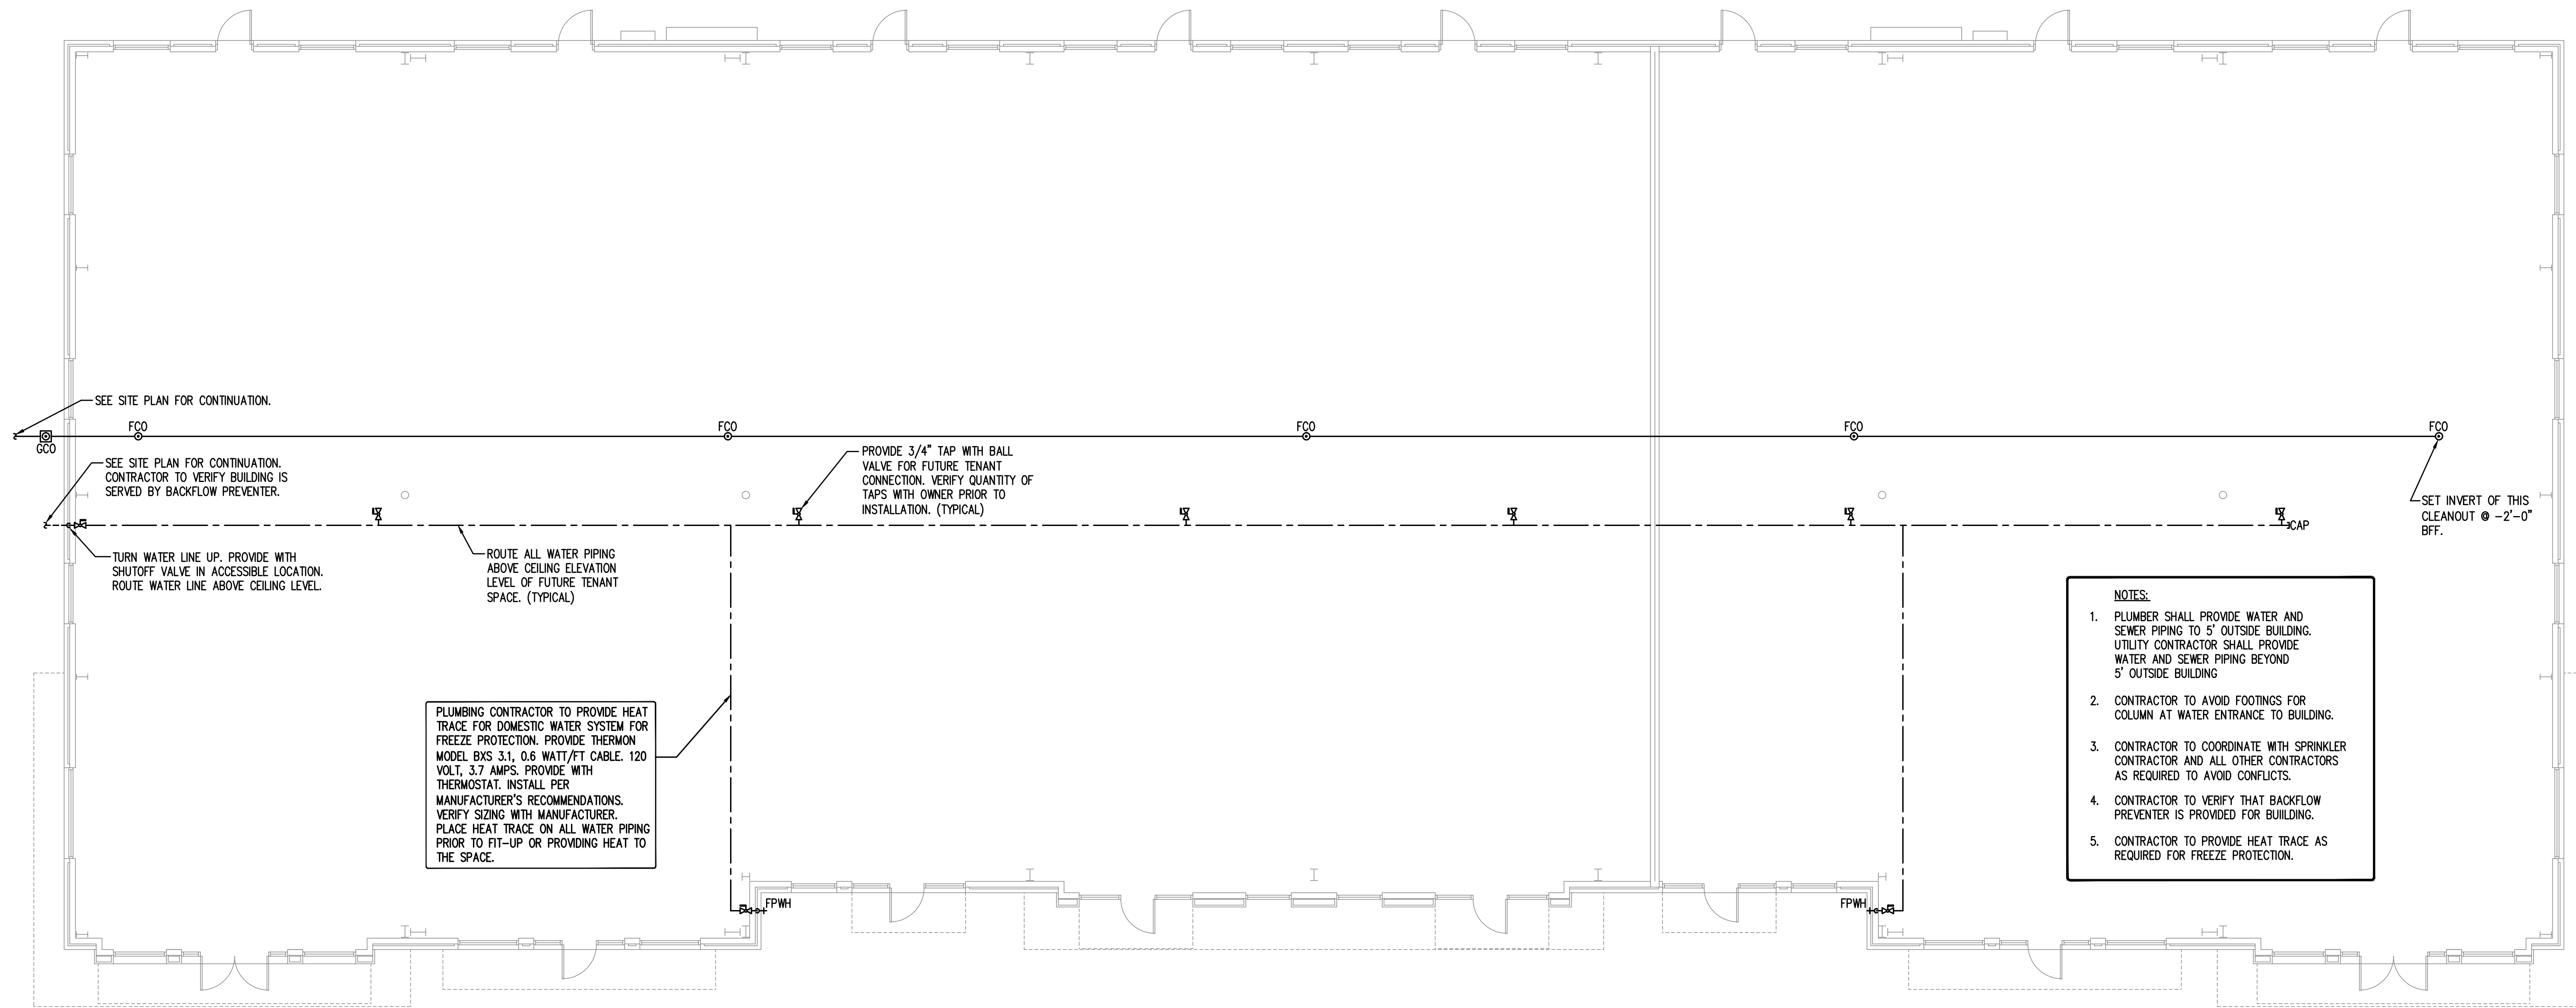 SEE SITE PLAN FOR CONTINUATION.
GCO
FCO
FCO
FCO
FCO
FCO
SEE SITE PLAN FOR CONTINUATION.
CONTRACTOR TO VERIFY BUILDING IS
SERVED BY BACKFLOW PREVENTER.
PROVIDE 3/4" TAP WITH BALL
VALVE FOR FUTURE TENANT
CONNECTION. VERIFY QUANTITY OF
TAPS WITH OWNER PRIOR TO
INSTALLATION. (TYPICAL)
SET INVERT OF THIS
CLEANOUT @ -2'-0"
BFF.
CAP
TURN WATER LINE UP. PROVIDE WITH
SHUTOFF VALVE IN ACCESSIBLE LOCATION.
ROUTE WATER LINE ABOVE CEILING LEVEL.
ROUTE ALL WATER PIPING
ABOVE CEILING ELEVATION
LEVEL OF FUTURE TENANT
SPACE. (TYPICAL)
PLUMBING CONTRACTOR TO PROVIDE HEAT
TRACE FOR DOMESTIC WATER SYSTEM FOR
FREEZE PROTECTION. PROVIDE THERMON
MODEL BXS 3.1, 0.6 WATT/FT CABLE. 120
VOLT, 3.7 AMPS. PROVIDE WITH
THERMOSTAT. INSTALL PER
MANUFACTURER'S RECOMMENDATIONS.
VERIFY SIZING WITH MANUFACTURER.
PLACE HEAT TRACE ON ALL WATER PIPING
PRIOR TO FIT-UP OR PROVIDING HEAT TO
THE SPACE.
FPWH
FPWH
NOTES:
1. PLUMBER SHALL PROVIDE WATER AND
SEWER PIPING TO 5' OUTSIDE BUILDING.
UTILITY CONTRACTOR SHALL PROVIDE
WATER AND SEWER PIPING BEYOND
5' OUTSIDE BUILDING
2. CONTRACTOR TO AVOID FOOTINGS FOR
COLUMN AT WATER ENTRANCE TO BUILDING.
3. CONTRACTOR TO COORDINATE WITH SPRINKLER
CONTRACTOR AND ALL OTHER CONTRACTORS
AS REQUIRED TO AVOID CONFLICTS.
4. CONTRACTOR TO VERIFY THAT BACKFLOW
PREVENTER IS PROVIDED FOR BUIILDING.
5. CONTRACTOR TO PROVIDE HEAT TRACE AS
REQUIRED FOR FREEZE PROTECTION.